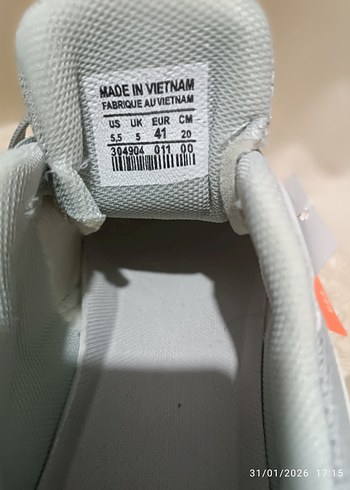 MADE IN VIETNAM
FABRIQUE AU VIETNAM
US UK EUR CM
5,5 5 41 20
304904 011 00
31/01/2026 17:15